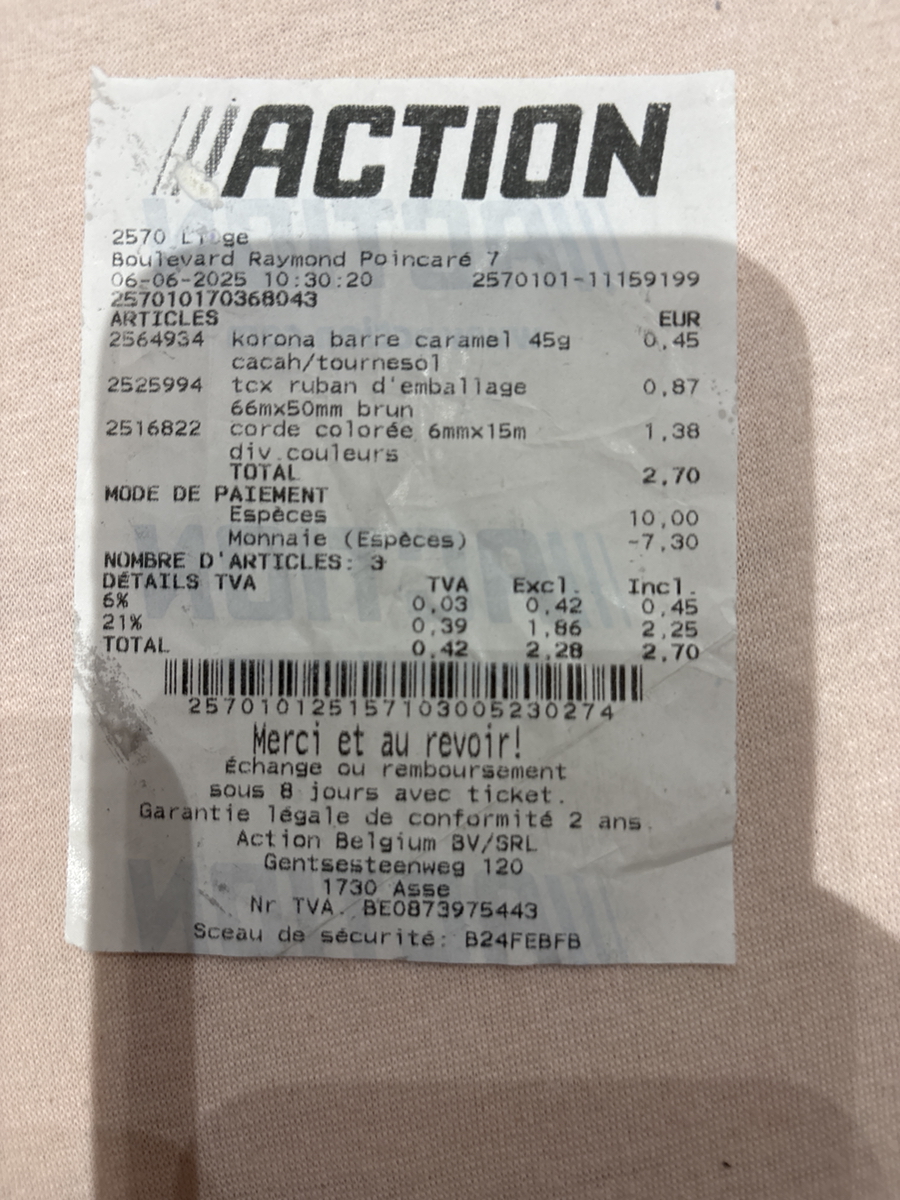 ACTION
2570 Liège
Boulevard Raymond Poincaré 7
06-06-2025 10:30:20 2570101-11159199
257010170368043
ARTICLES EUR
2564934 korona barre caramel 45g 0,45
cacah/tournesol
2525994 tcx ruban d'emballage 0,87
66mx50mm brun
2516822 corde colorée 6mmx15m 1,38
div.couleurs
TOTAL 2,70
MODE DE PAIEMENT
Espèces 10,00
Monnaie (Espèces) -7,30
NOMBRE D'ARTICLES: 3
DÉTAILS TVA TVA Excl. Incl.
6% 0,03 0,42 0,45
21% 0,39 1,86 2,25
TOTAL 0,42 2,28 2,70
257010125157103005230274
Merci et au revoir!
Échange ou remboursement
sous 8 jours avec ticket.
Garantie légale de conformité 2 ans.
Action Belgium BV/SRL
Gentsesteenweg 120
1730 Asse
Nr TVA. BE0873975443
Sceau de sécurité: B24FEBFB